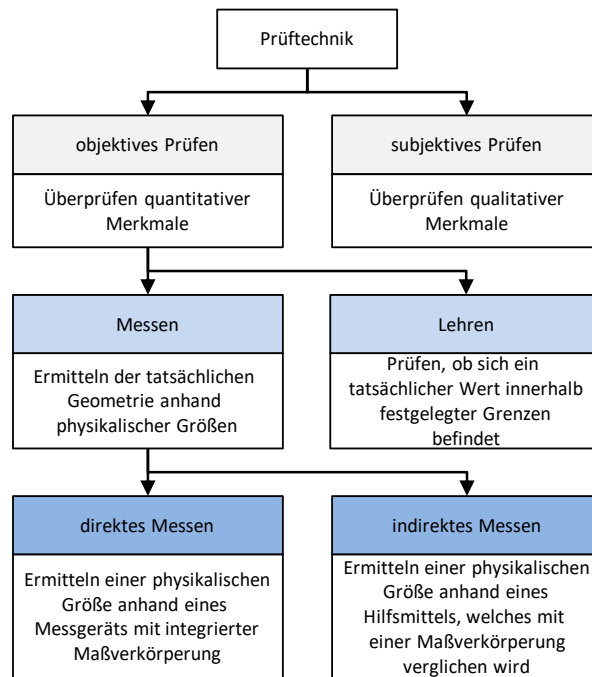 Prüftechnik
objektives Prüfen
Überprüfen quantitativer
Merkmale
subjektives Prüfen
Überprüfen qualitativer
Merkmale
Messen
Ermitteln der tatsächlichen
Geometrie anhand
physikalischer Größen
Lehren
Prüfen, ob sich ein
tatsächlicher Wert innerhalb
festgelegter Grenzen
befindet
direktes Messen
Ermitteln einer physikalischen
Größe anhand eines
Messgeräts mit integrierter
Maßverkörperung
indirektes Messen
Ermitteln einer physikalischen
Größe anhand eines
Hilfsmittels, welches mit
einer Maßverkörperung
verglichen wird